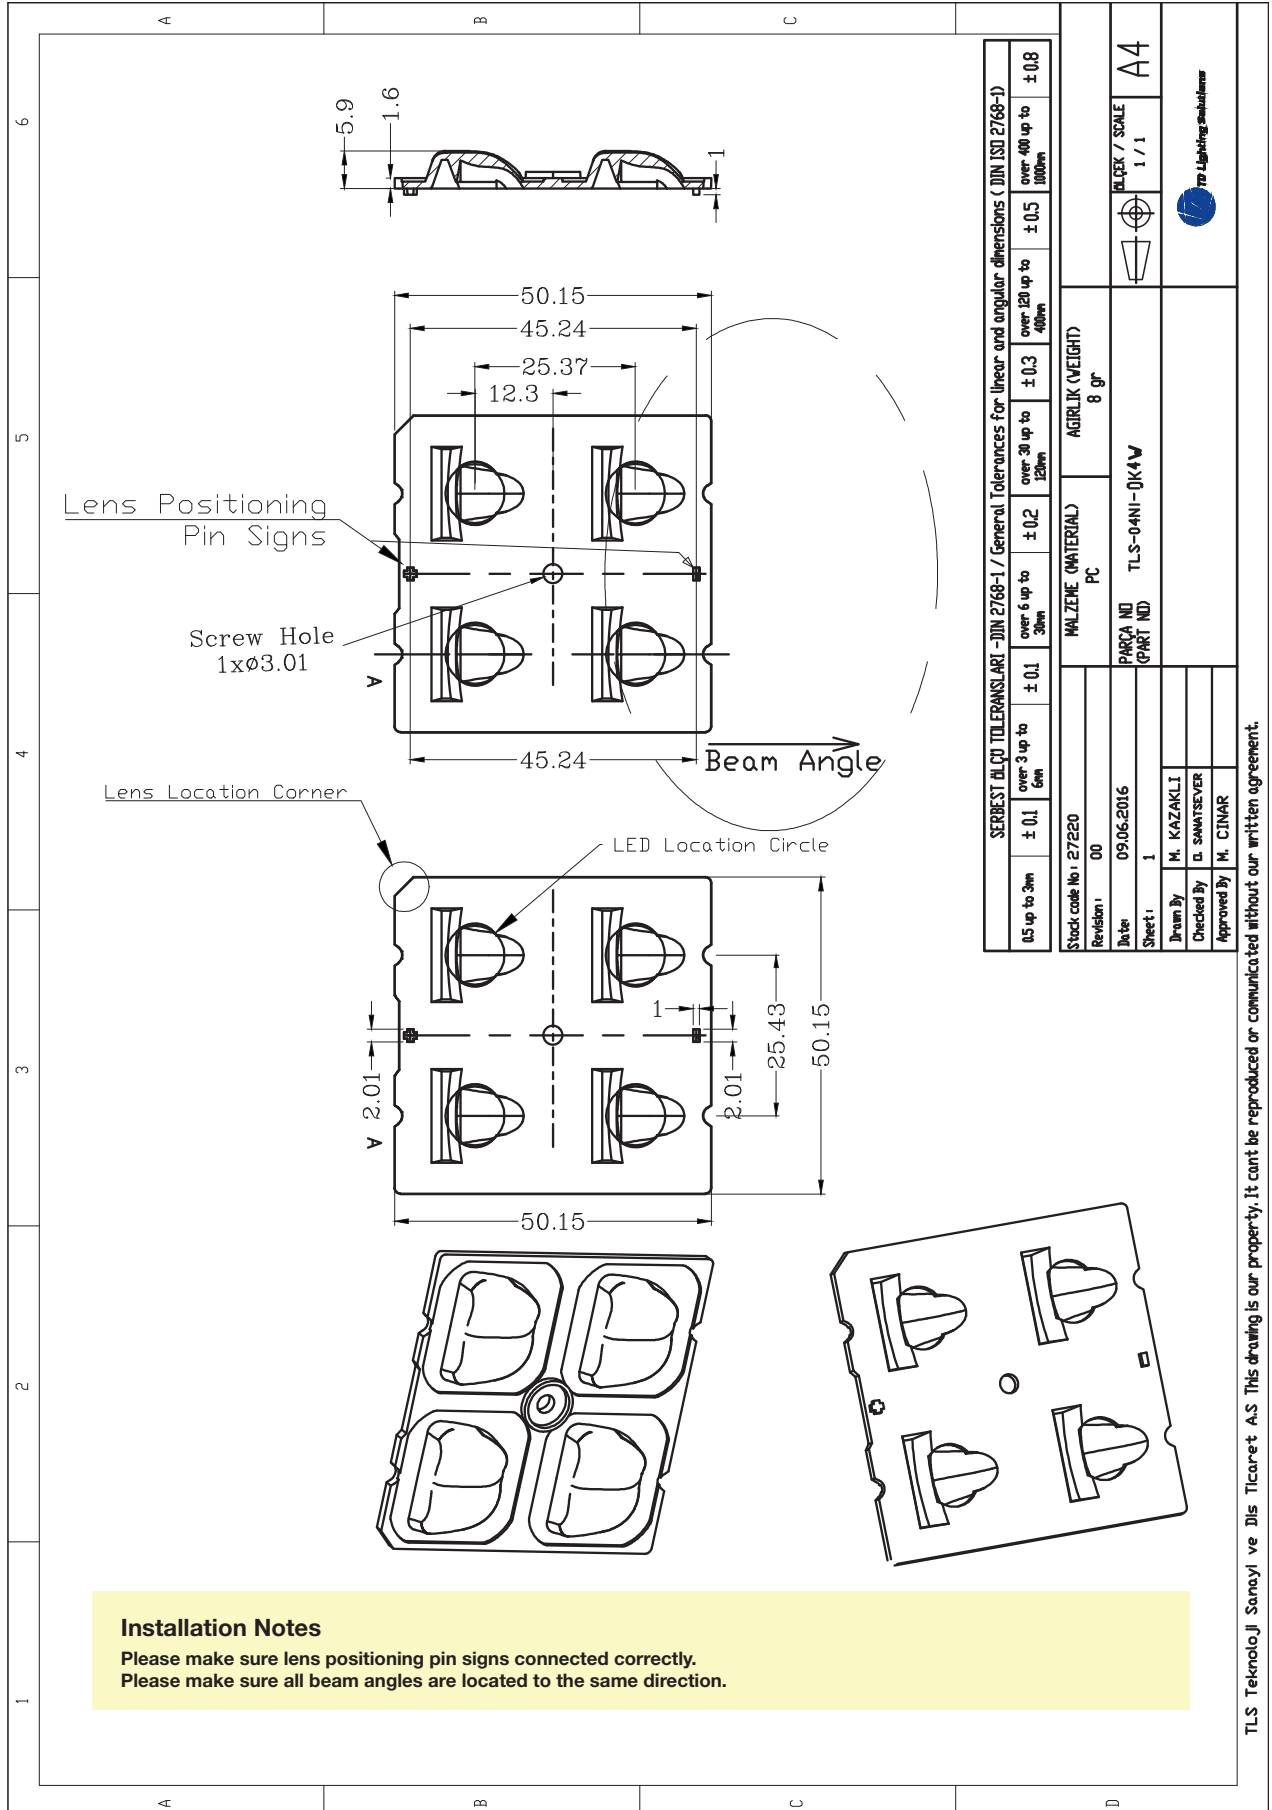 A
B
C
6
5
4
3
2
1
A
B
C
D
5.9
1.6
1
50.15
45.24
25.37
12.3
Lens Positioning
Pin Signs
Screw Hole
1xø3.01
A
45.24
Beam Angle
Lens Location Corner
LED Location Circle
1
2.01
2.01
25.43
50.15
A
50.15
SERBEST ÖLÇÜ TOLERANSLARI -DIN 2768-1 / General Tolerances for linear and angular dimensions ( DIN ISO 2768-1)
0.5 up to 3mm
± 0.1
over 3 up to
6mm
± 0.1
over 6 up to
30mm
± 0.2
over 30 up to
120mm
± 0.3
over 120 up to
400mm
± 0.5
over 400 up to
1000mm
± 0.8
Stock code No: 27220
Revision: 00
Date: 09.06.2016
Sheet: 1
Drawn By M. KAZAKLI
Checked By O. SANATSEVER
Approved By M. CINAR
MALZEME (MATERIAL)
PC
AGIRLIK (WEIGHT)
8 gr
PARÇA NO
(PART NO)
TLS-04N1-OK4W
ÖLÇEK / SCALE
1 / 1
A4
TD Lighting Solutions
TLS Teknoloji Sanayi ve Dis Ticaret A.S This drawing is our property. It cant be reproduced or communicated without our written agreement.
Installation Notes
Please make sure lens positioning pin signs connected correctly.
Please make sure all beam angles are located to the same direction.